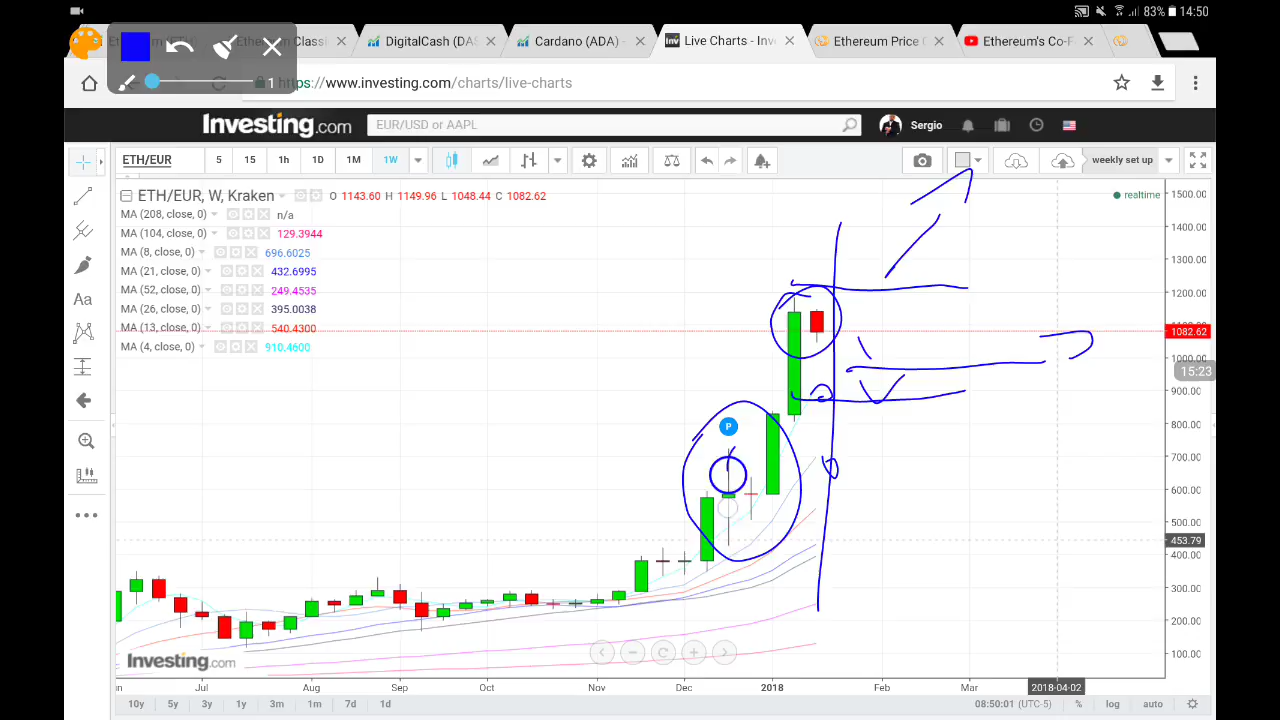 83% 14:50
DigitalCash (DAS
Cardano (ADA) -
Live Charts - Inv
Ethereum Price (
Ethereum's Co-F
1
https://www.investing.com/charts/live-charts
Investing.com EUR/USD or AAPL Sergio
ETH/EUR 5 15 1h 1D 1M 1W weekly set up
ETH/EUR, W, Kraken O 1143.60 H 1149.96 L 1048.44 C 1082.62 realtime
MA (208, close, 0) n/a
MA (104, close, 0) 129.3944
MA (8, close, 0) 696.6025
MA (21, close, 0) 432.6995
MA (52, close, 0) 249.4535
MA (26, close, 0) 395.0038
MA (13, close, 0) 540.4300
MA (4, close, 0) 910.4600
Aa
P
1500.00
1400.00
1300.00
1200.00
1082.62
1000.00
15:23
900.00
800.00
700.00
600.00
500.00
453.79
400.00
300.00
200.00
100.00
Investing.com
Jul Aug Sep Oct Nov Dec 2018 Feb Mar 2018-04-02
10y 5y 3y 1y 3m 1m 7d 1d 08:50:01 (UTC-5) % log auto